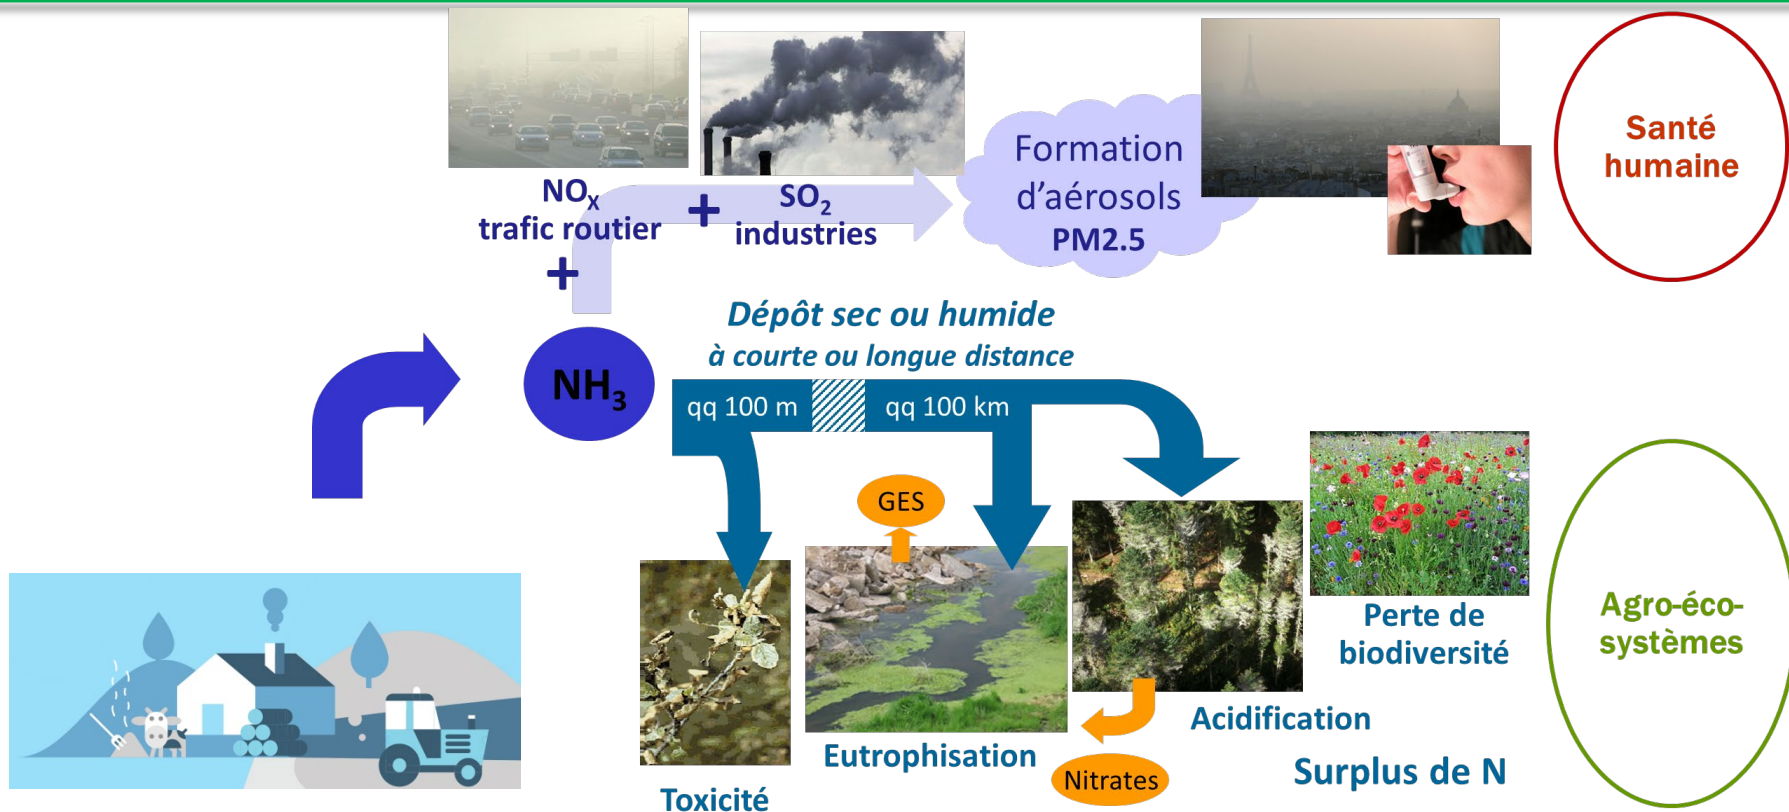 NOX
trafic routier
+
+
SO2
industries
Formation
d'aérosols
PM2.5
Santé
humaine
NH3
Dépôt sec ou humide
à courte ou longue distance
qq 100 m
qq 100 km
GES
Toxicité
Eutrophisation
Nitrates
Acidification
Perte de
biodiversité
Surplus de N
Agro-éco-
systèmes